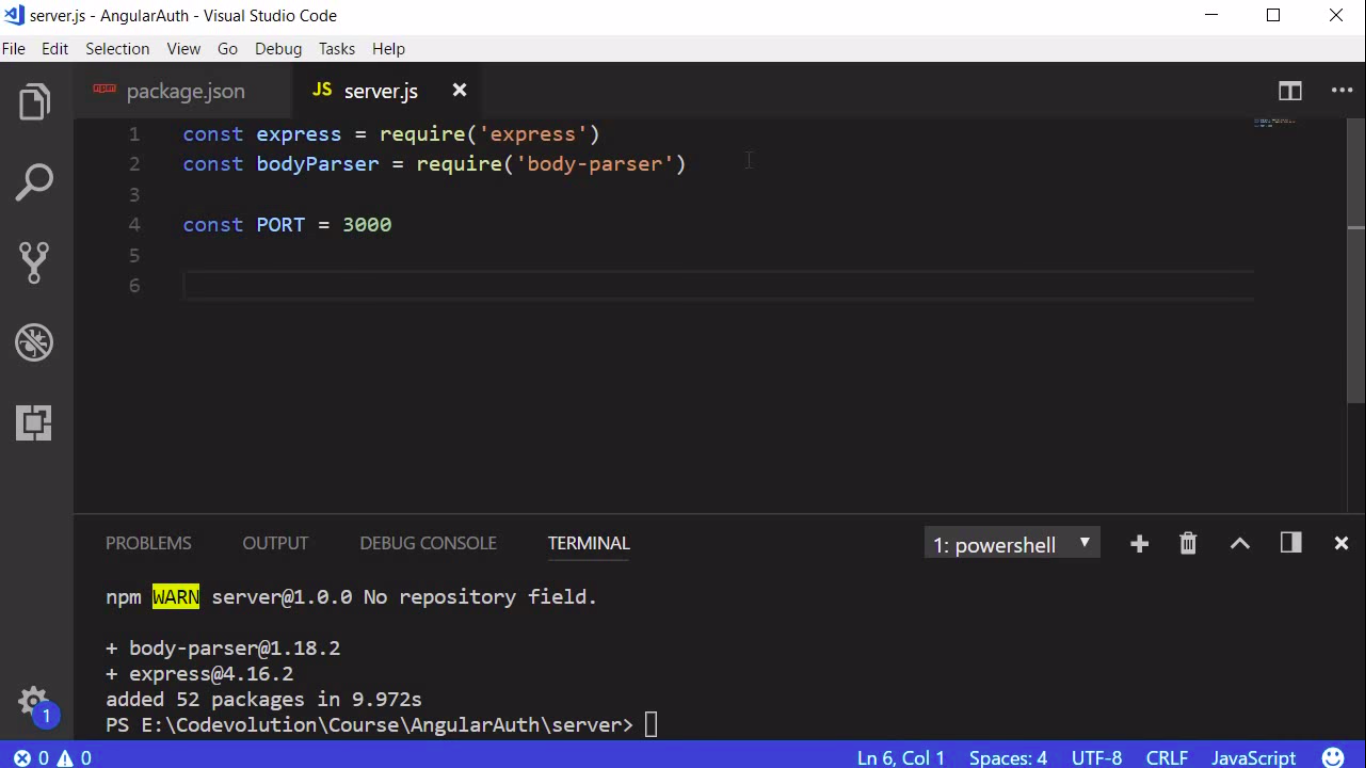 server.js - AngularAuth - Visual Studio Code
File Edit Selection View Go Debug Tasks Help
npm package.json JS server.js
1 const express = require('express')
2 const bodyParser = require('body-parser')
3
4 const PORT = 3000
5
6
PROBLEMS OUTPUT DEBUG CONSOLE TERMINAL 1: powershell
npm WARN server@1.0.0 No repository field.
+ body-parser@1.18.2
+ express@4.16.2
added 52 packages in 9.972s
PS E:\Codevolution\Course\AngularAuth\server>
1
0 0 Ln 6, Col 1 Spaces: 4 UTF-8 CRLF JavaScript